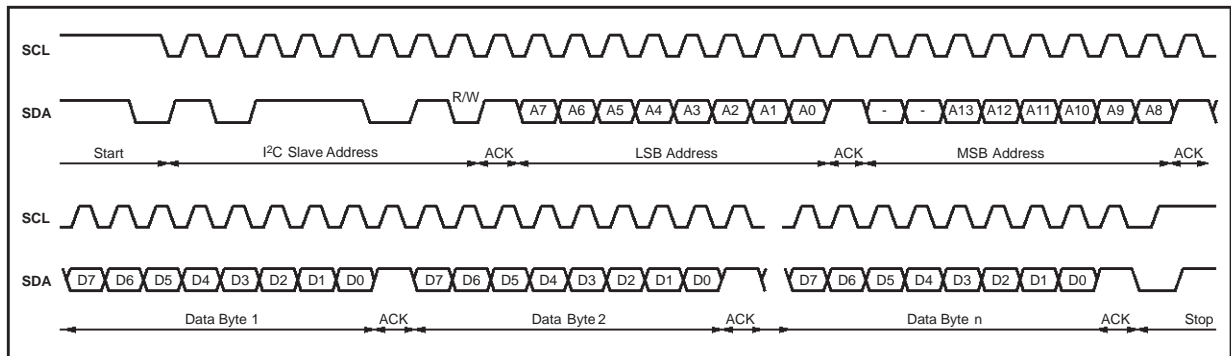 SCL
SDA R/W A7 A6 A5 A4 A3 A2 A1 A0 - - A13 A12 A11 A10 A9 A8
Start I²C Slave Address ACK LSB Address ACK MSB Address ACK
SCL
SDA D7 D6 D5 D4 D3 D2 D1 D0 D7 D6 D5 D4 D3 D2 D1 D0 D7 D6 D5 D4 D3 D2 D1 D0
Data Byte 1 ACK Data Byte 2 ACK Data Byte n ACK Stop